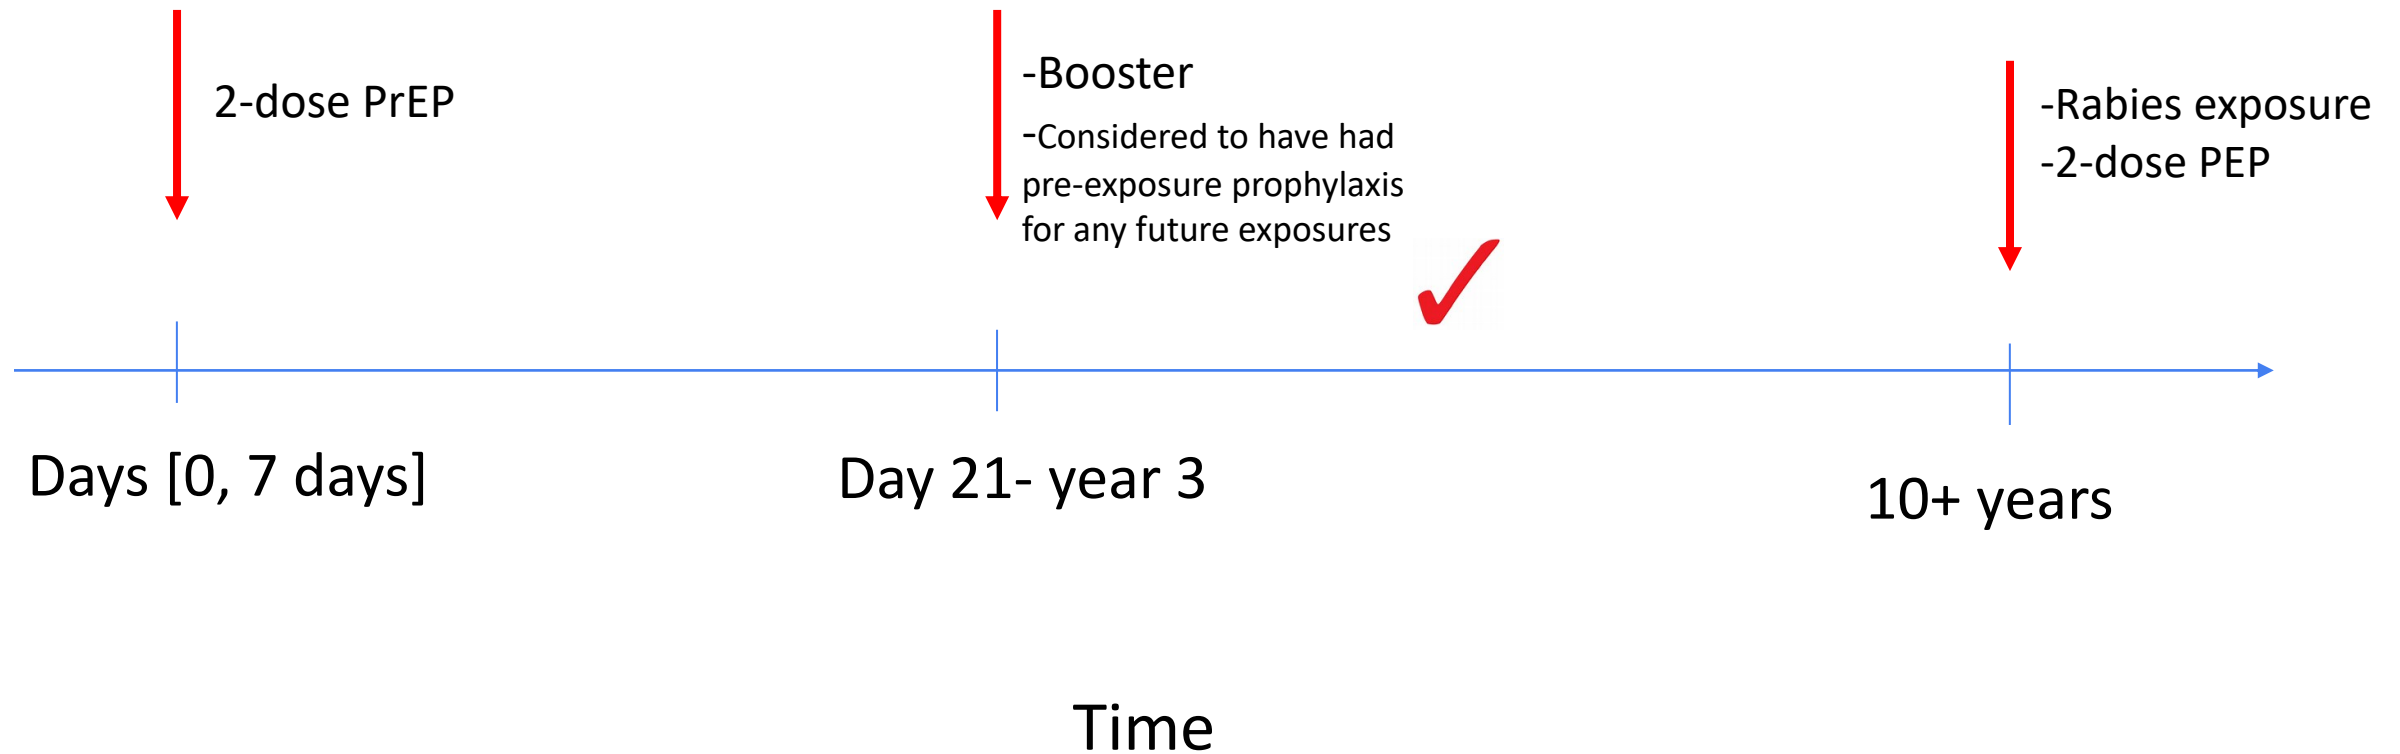 2-dose PrEP
-Booster
-Considered to have had
pre-exposure prophylaxis
for any future exposures
-Rabies exposure
-2-dose PEP
Days [0, 7 days]
Day 21- year 3
10+ years
Time